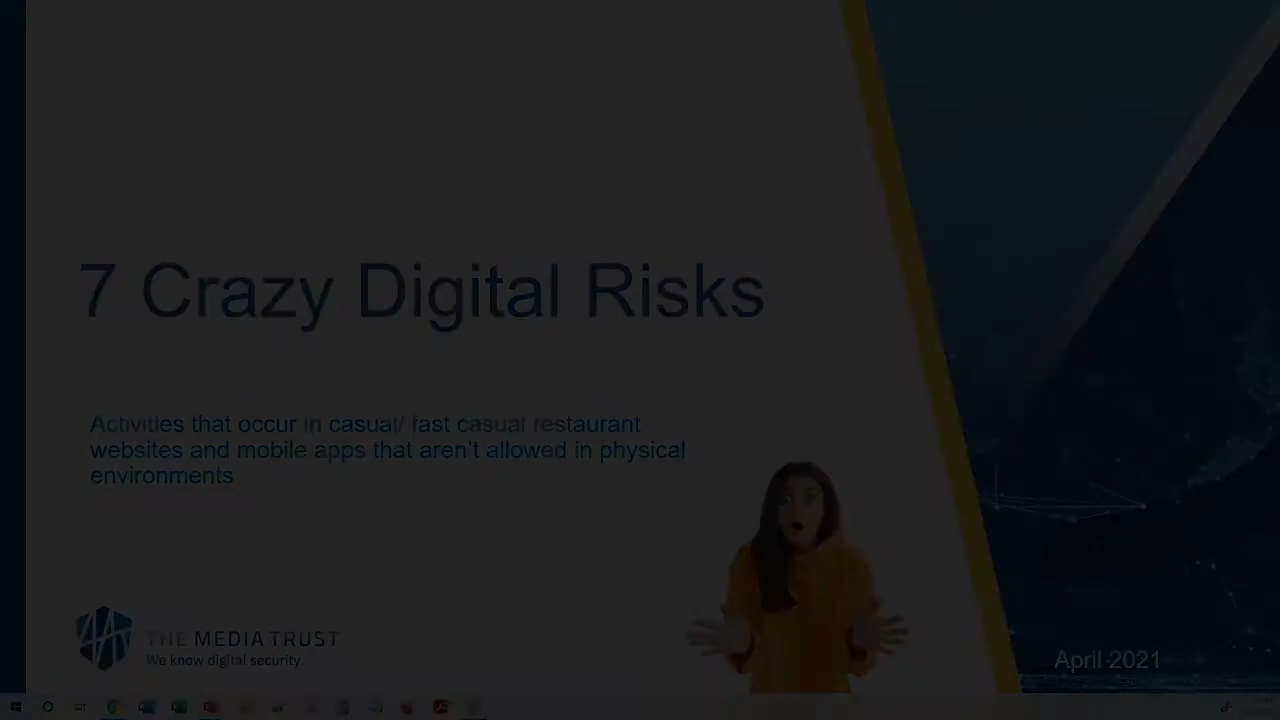 7 Crazy Digital Risks
Activities that occur in casual/ fast casual restaurant
websites and mobile apps that aren't allowed in physical
environments
THE MEDIA TRUST
We know digital security.
April 2021